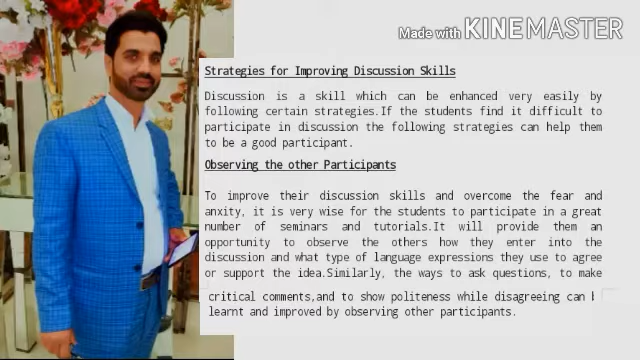 Made with KINEMASTER
Strategies for Improving Discussion Skills
Discussion is a skill which can be enhanced very easily by
following certain strategies.If the students find it difficult to
participate in discussion the following strategies can help them
to be a good participant.
Observing the other Participants
To improve their discussion skills and overcome the fear and
anxity, it is very wise for the students to participate in a great
number of seminars and tutorials.It will provide them an
opportunity to observe the others how they enter into the
discussion and what type of language expressions they use to agree
or support the idea.Similarly, the ways to ask questions, to make
critical comments,and to show politeness while disagreeing can b
learnt and improved by observing other participants.